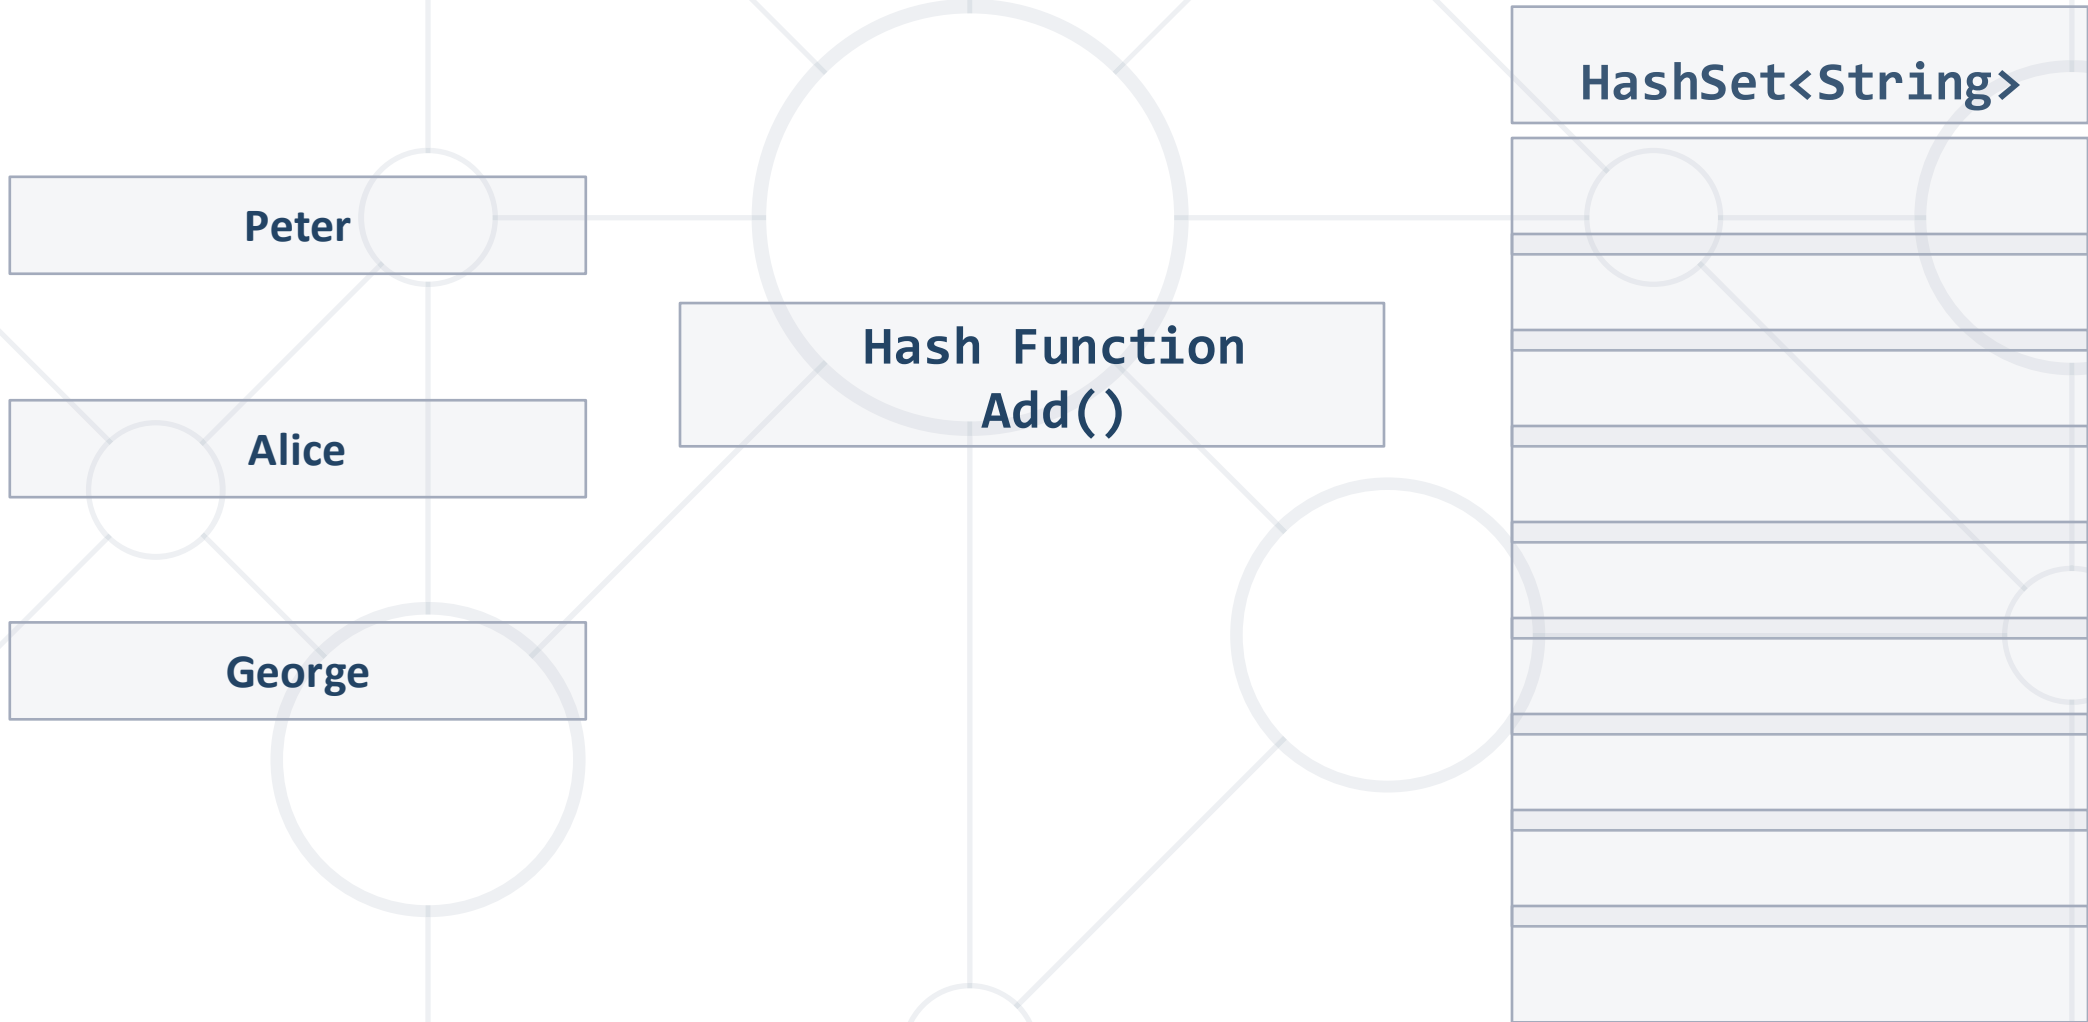 HashSet<String>
Peter
Hash Function
Add()
Alice
George